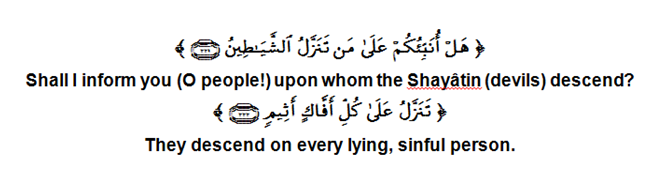 ﴿ هَلْ أُنَبِّئُكُمْ عَلَىٰ مَن تَنَزَّلُ ٱلشَّيَـٰطِينُ ٢٢١ ﴾
Shall I inform you (O people!) upon whom the Shayâtin (devils) descend?
﴿ تَنَزَّلُ عَلَىٰ كُلِّ أَفَّاكٍ أَثِيمٍ ٢٢٢ ﴾
They descend on every lying, sinful person.